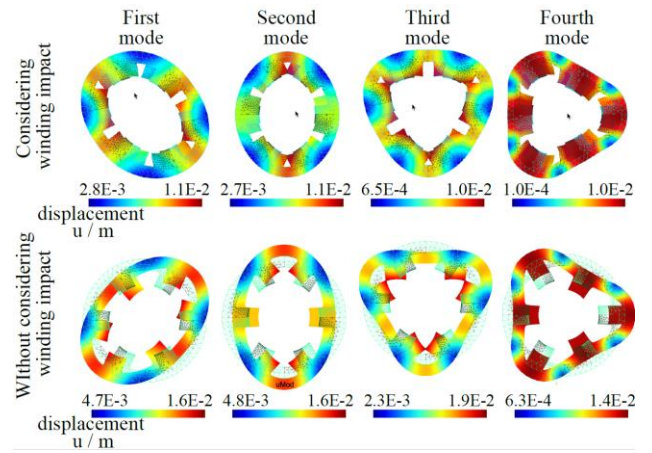 First
mode
Second
mode
Third
mode
Fourth
mode
Considering
winding impact
2.8E-3 1.1E-2
2.7E-3 1.1E-2
6.5E-4 1.0E-2
1.0E-4 1.0E-2
displacement
u / m
WIthout considering
winding impact
uMod
4.7E-3 1.6E-2
4.8E-3 1.6E-2
2.3E-3 1.9E-2
6.3E-4 1.4E-2
displacement
u / m